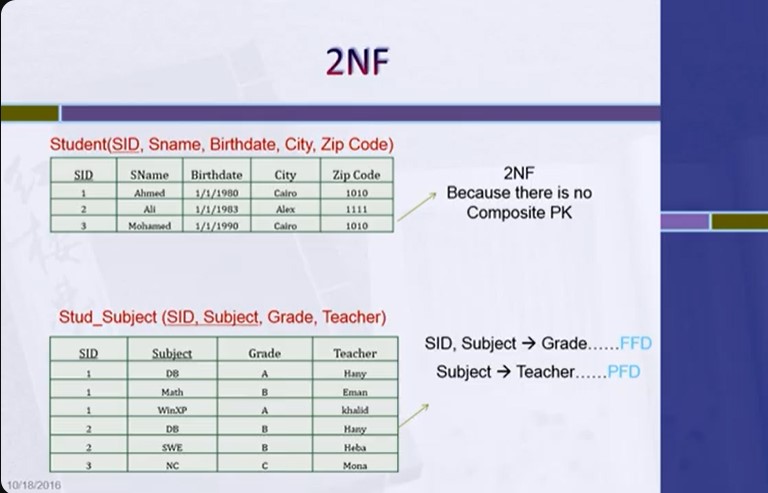 2NF
Student(SID, Sname, Birthdate, City, Zip Code)
SID SName Birthdate City Zip Code
1 Ahmed 1/1/1980 Cairo 1010
2 Ali 1/1/1983 Alex 1111
3 Mohamed 1/1/1990 Cairo 1010
2NF
Because there is no
Composite PK
Stud_Subject (SID, Subject, Grade, Teacher)
SID Subject Grade Teacher
1 DB A Hany
1 Math B Eman
1 WinXP A khalid
2 DB B Hany
2 SWE B Heba
3 NC C Mona
SID, Subject → Grade......FFD
Subject → Teacher......PFD
10/18/2016